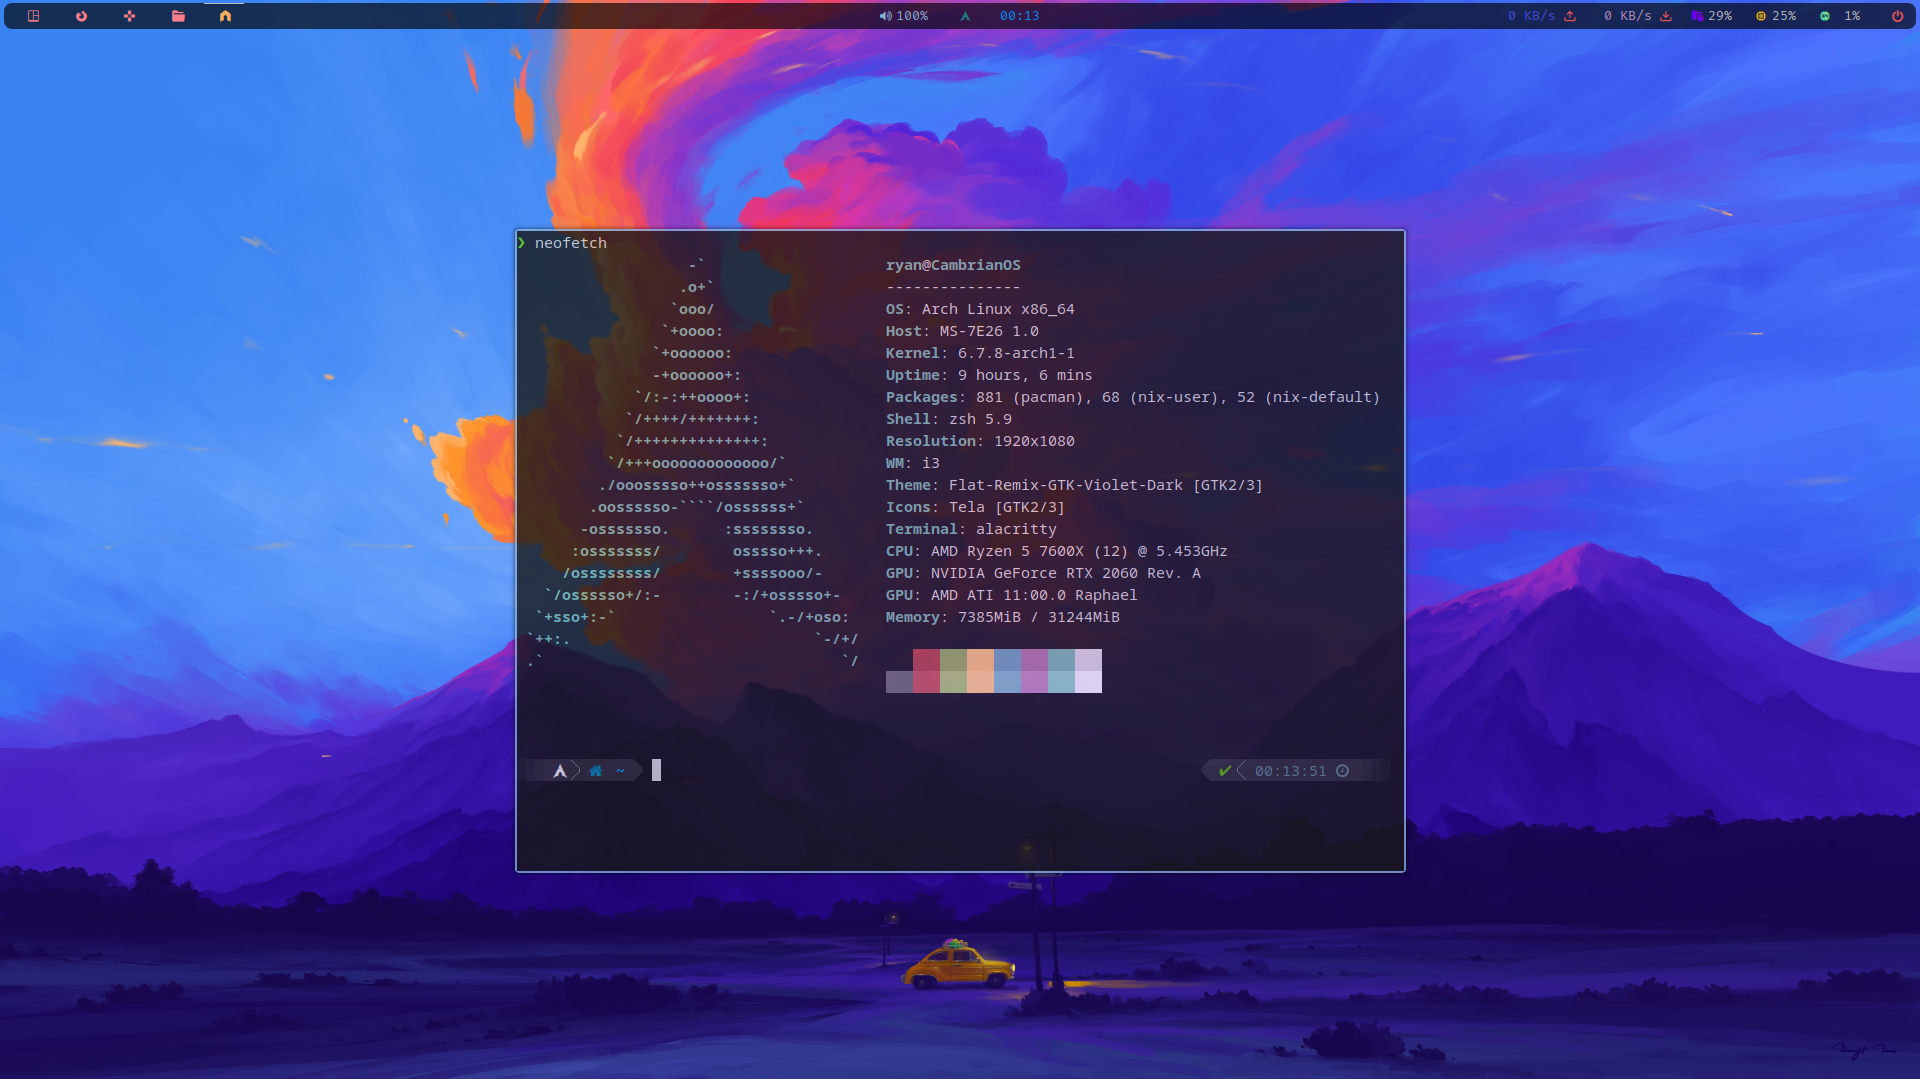 100% 00:13 0 KB/s 0 KB/s 29% 25% 1%
❯ neofetch
-` ryan@CambrianOS
.o+` ---------------
`ooo/ OS: Arch Linux x86_64
`+oooo: Host: MS-7E26 1.0
`+oooooo: Kernel: 6.7.8-arch1-1
-+oooooo+: Uptime: 9 hours, 6 mins
`/:-:++oooo+: Packages: 881 (pacman), 68 (nix-user), 52 (nix-default)
`/++++/+++++++: Shell: zsh 5.9
`/++++++++++++++: Resolution: 1920x1080
`/+++ooooooooooooo/` WM: i3
./ooosssso++osssssso+` Theme: Flat-Remix-GTK-Violet-Dark [GTK2/3]
.oossssso-````/ossssss+` Icons: Tela [GTK2/3]
-osssssso. :ssssssso. Terminal: alacritty
:osssssss/ osssso+++. CPU: AMD Ryzen 5 7600X (12) @ 5.453GHz
/ossssssss/ +ssssooo/- GPU: NVIDIA GeForce RTX 2060 Rev. A
`/ossssso+/:- -:/+osssso+- GPU: AMD ATI 11:00.0 Raphael
`+sso+:-` `.-/+oso: Memory: 7385MiB / 31244MiB
`++:. `-/+/
.` `/
~ ✔ 00:13:51